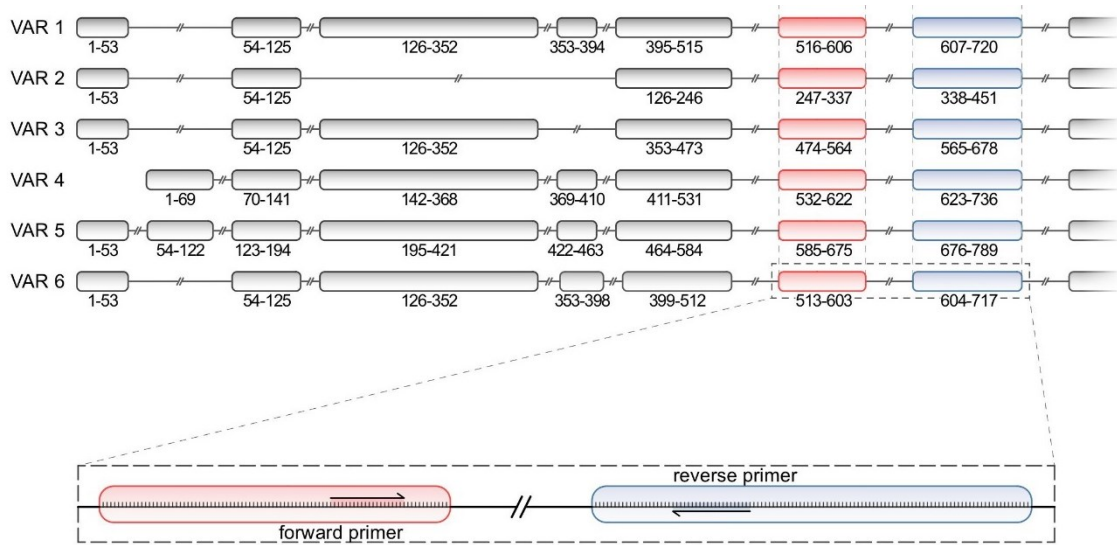 VAR 1
1-53 54-125 126-352 353-394 395-515 516-606 607-720
VAR 2
1-53 54-125 126-246 247-337 338-451
VAR 3
1-53 54-125 126-352 353-473 474-564 565-678
VAR 4
1-69 70-141 142-368 369-410 411-531 532-622 623-736
VAR 5
1-53 54-122 123-194 195-421 422-463 464-584 585-675 676-789
VAR 6
1-53 54-125 126-352 353-398 399-512 513-603 604-717
reverse primer
forward primer